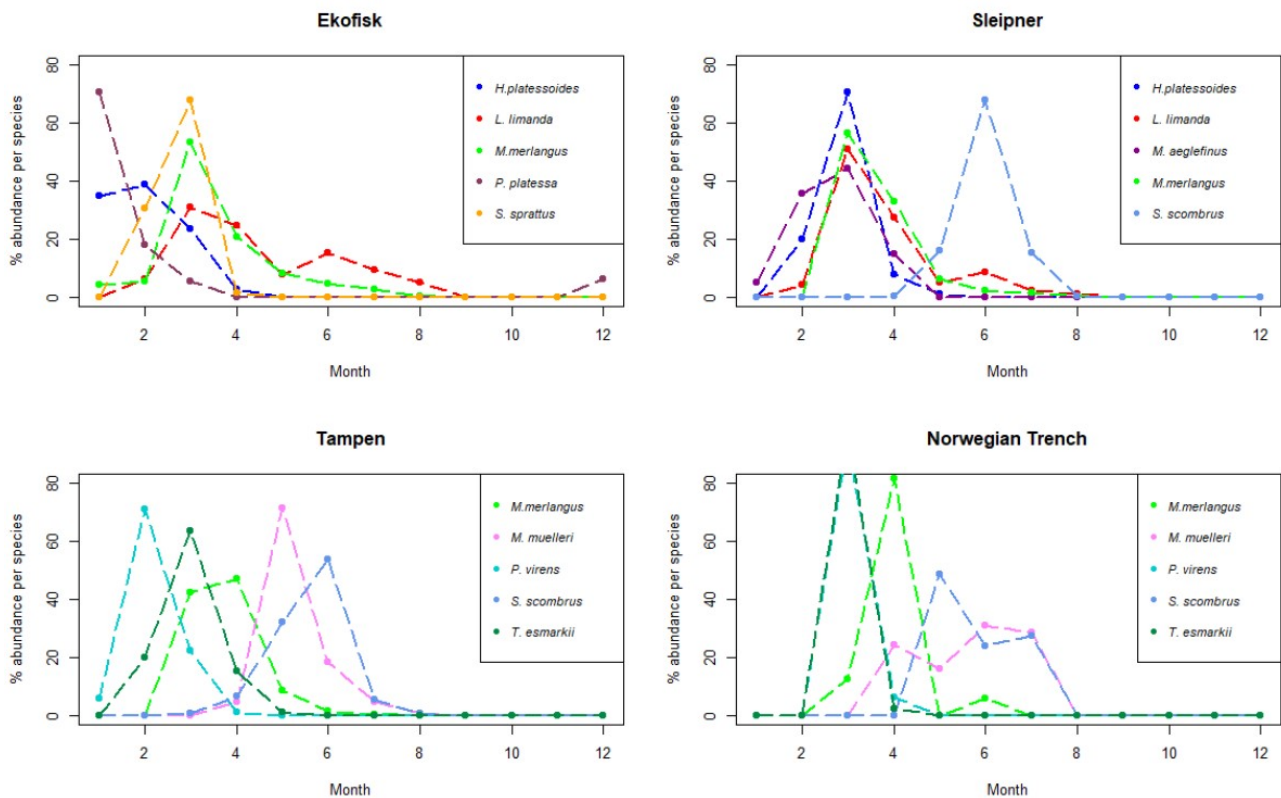 Ekofisk
% abundance per species
80
60
40
20
0
H.platessoides
L. limanda
M.merlangus
P. platessa
S. sprattus
2 4 6 8 10 12
Month
Sleipner
% abundance per species
80
60
40
20
0
H.platessoides
L. limanda
M. aeglefinus
M.merlangus
S. scombrus
2 4 6 8 10 12
Month
Tampen
% abundance per species
80
60
40
20
0
M.merlangus
M. muelleri
P. virens
S. scombrus
T. esmarkii
2 4 6 8 10 12
Month
Norwegian Trench
% abundance per species
80
60
40
20
0
M.merlangus
M. muelleri
P. virens
S. scombrus
T. esmarkii
2 4 6 8 10 12
Month